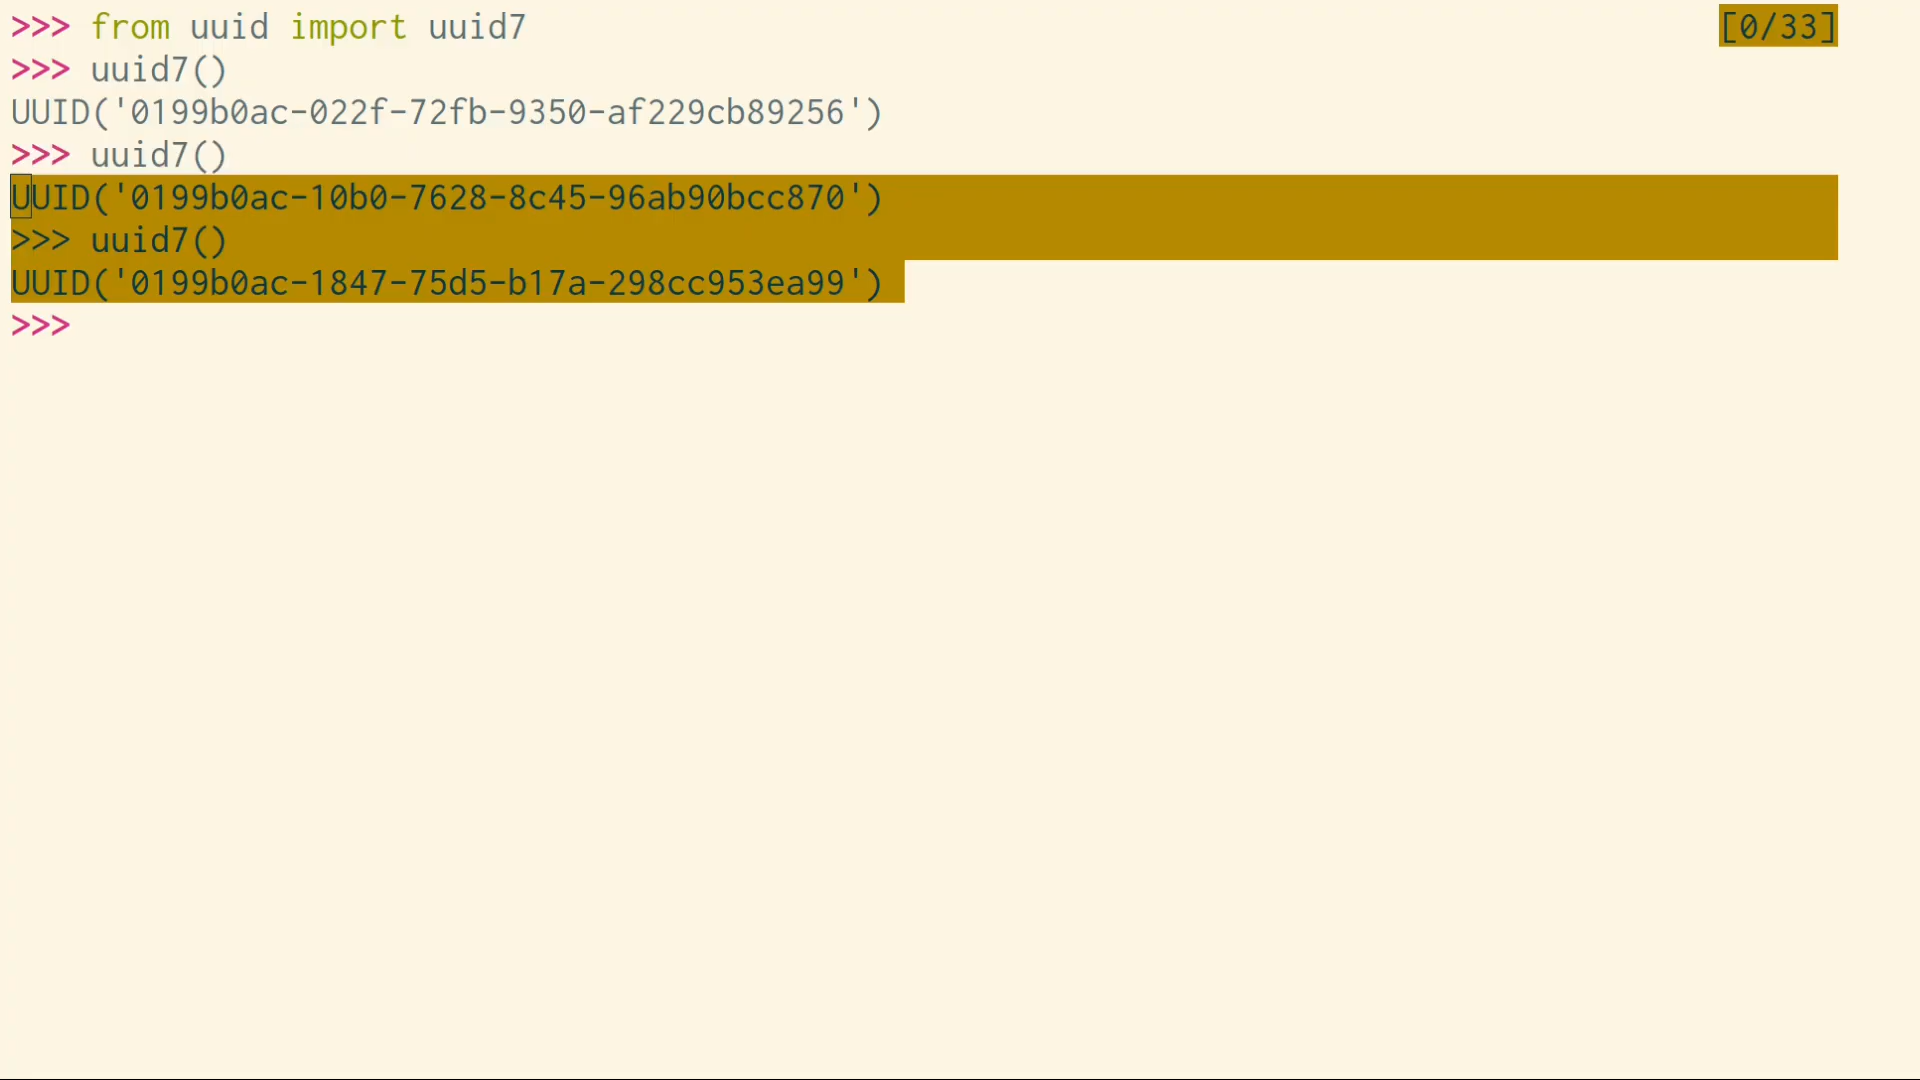 >>> from uuid import uuid7 [0/33]
>>> uuid7()
UUID('0199b0ac-022f-72fb-9350-af229cb89256')
>>> uuid7()
UUID('0199b0ac-10b0-7628-8c45-96ab90bcc870')
>>> uuid7()
UUID('0199b0ac-1847-75d5-b17a-298cc953ea99')
>>>